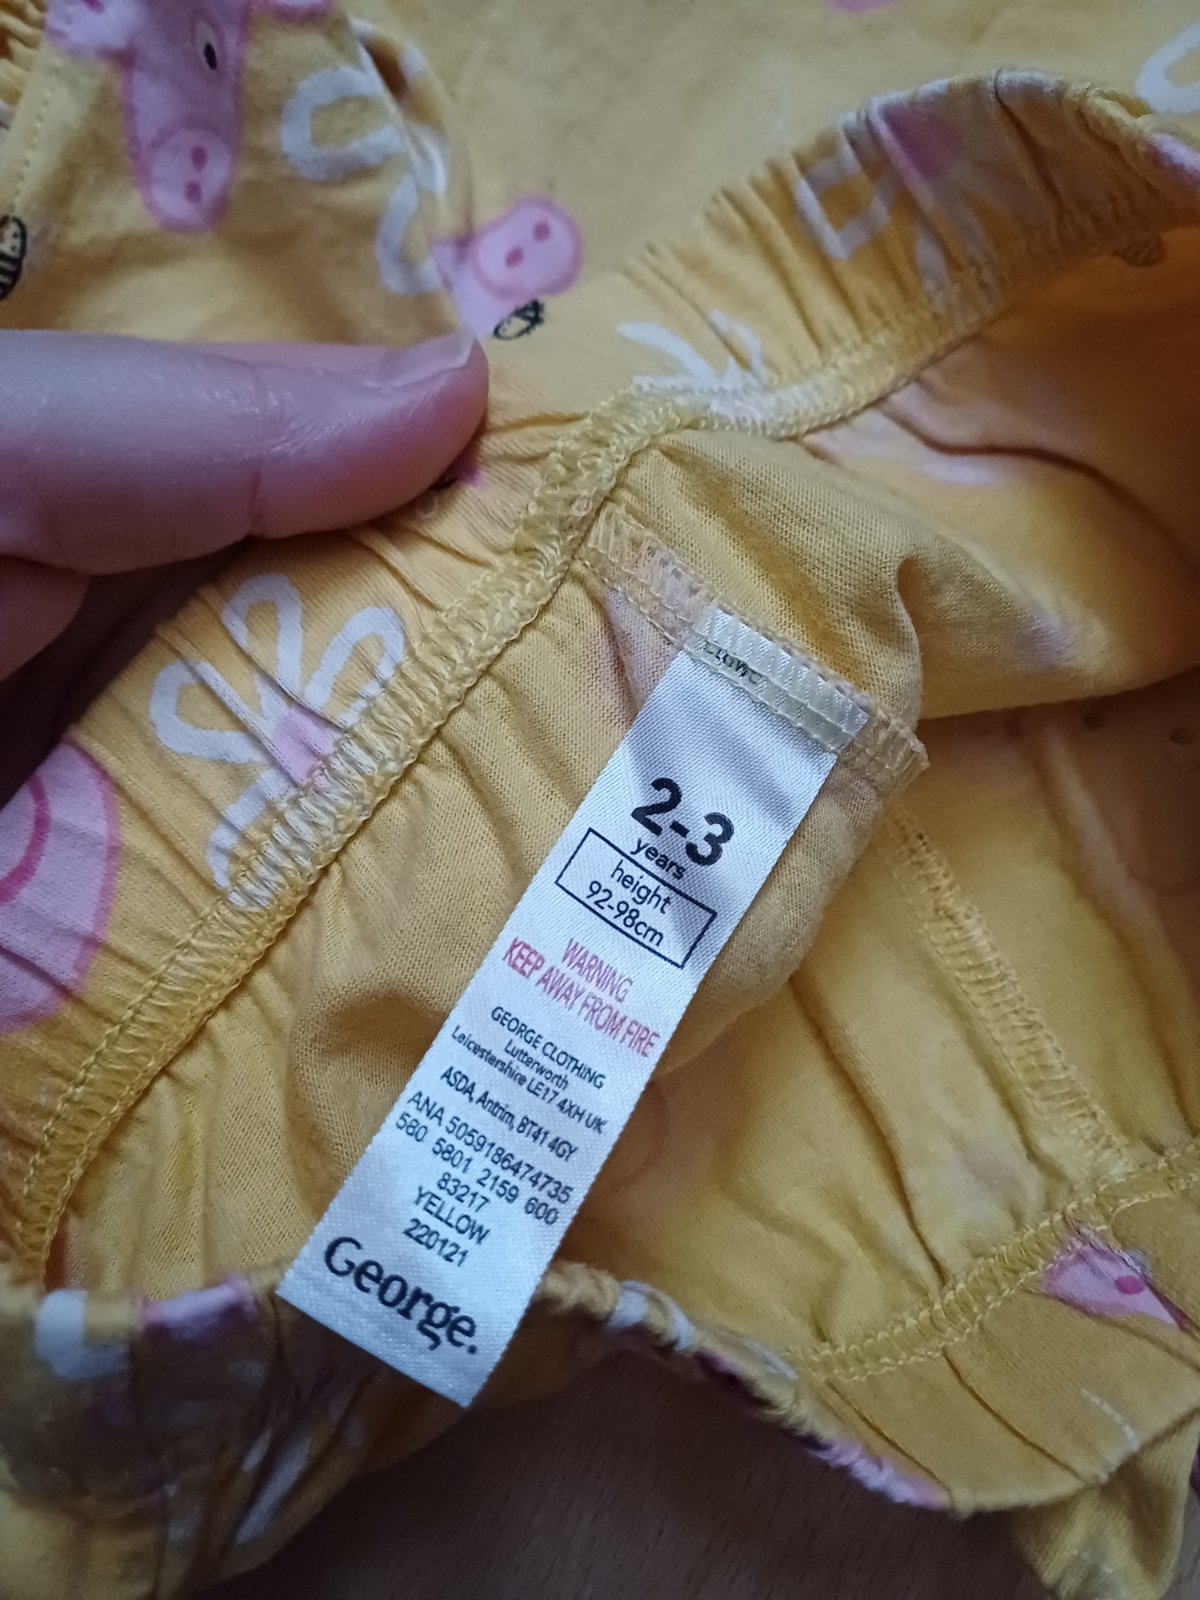 2-3
years
height
92-98cm
WARNING
KEEP AWAY FROM FIRE
GEORGE CLOTHING
Lutterworth
Leicestershire LE17 4XH UK
ASDA, Antrim, BT41 4GY
ANA 5059186474735
580 5801 2159 600
83217
YELLOW
220121
George.